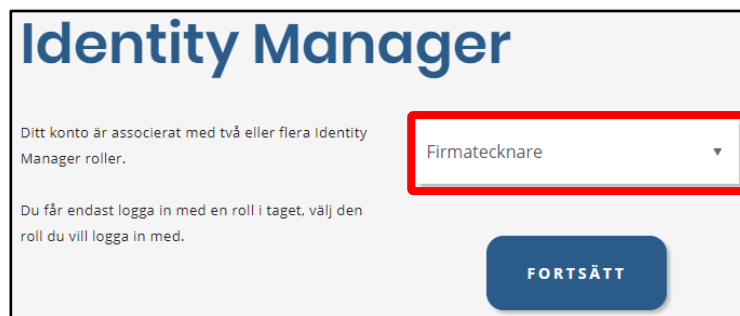 Identity Manager
Ditt konto är associerat med två eller flera Identity
Manager roller.
Du får endast logga in med en roll i taget, välj den
roll du vill logga in med.
Firmatecknare
FORTSÄTT